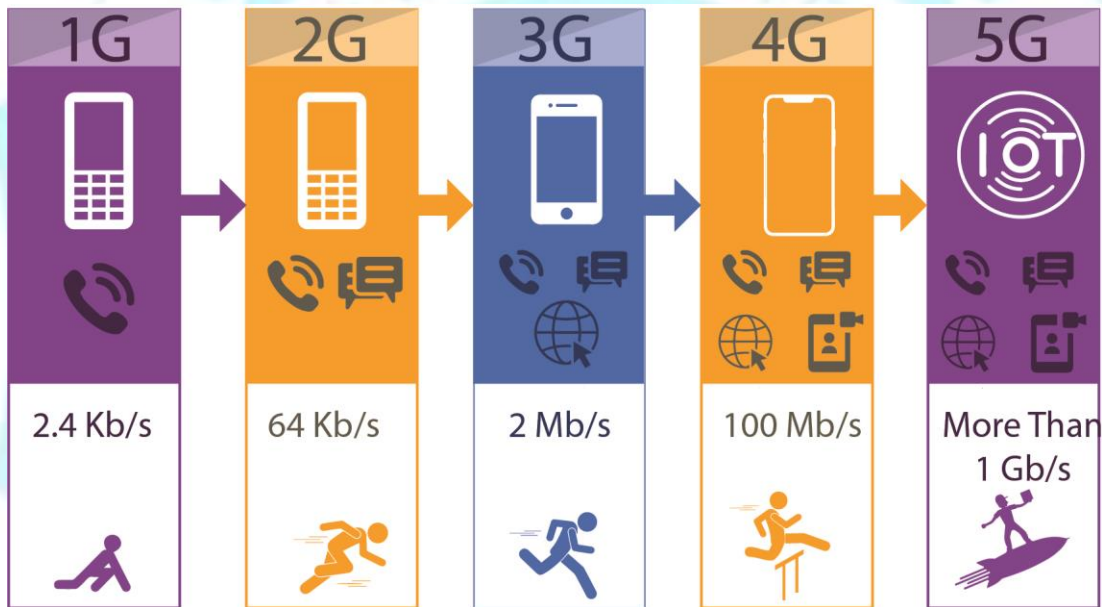 1G
2G
3G
4G
5G
IOT
2.4 Kb/s
64 Kb/s
2 Mb/s
100 Mb/s
More Than
1 Gb/s